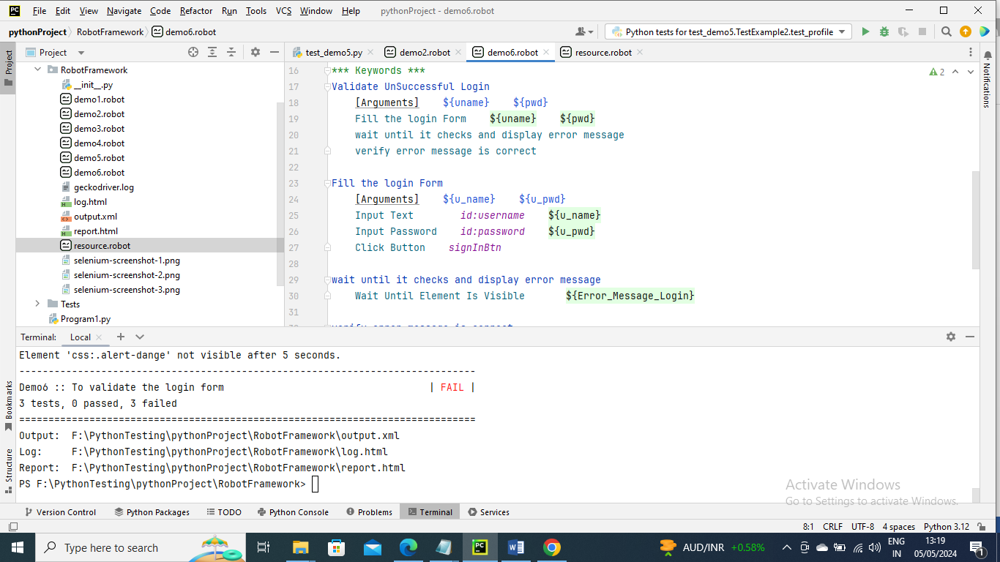 File Edit View Navigate Code Refactor Run Tools VCS Window Help pythonProject - demo6.robot
pythonProject RobotFramework demo6.robot Python tests for test_demo5.TestExample2.test_profile
Project
Project
test_demo5.py demo2.robot demo6.robot resource.robot
Notifications
RobotFramework
__init__.py
demo1.robot
demo2.robot
demo3.robot
demo4.robot
demo5.robot
demo6.robot
geckodriver.log
log.html
output.xml
report.html
resource.robot
selenium-screenshot-1.png
selenium-screenshot-2.png
selenium-screenshot-3.png
Tests
Program1.py
2
16 *** Keywords ***
17 Validate UnSuccessful Login
18 [Arguments] ${uname} ${pwd}
19 Fill the login Form ${uname} ${pwd}
20 wait until it checks and display error message
21 verify error message is correct
22
23 Fill the login Form
24 [Arguments] ${u_name} ${u_pwd}
25 Input Text id:username ${u_name}
26 Input Password id:password ${u_pwd}
27 Click Button signInBtn
28
29 wait until it checks and display error message
30 Wait Until Element Is Visible ${Error_Message_Login}
31
Terminal: Local
Element 'css:.alert-dange' not visible after 5 seconds.
------------------------------------------------------------------------------
Demo6 :: To validate the login form | FAIL |
3 tests, 0 passed, 3 failed
==============================================================================
Output: F:\PythonTesting\pythonProject\RobotFramework\output.xml
Log: F:\PythonTesting\pythonProject\RobotFramework\log.html
Report: F:\PythonTesting\pythonProject\RobotFramework\report.html
PS F:\PythonTesting\pythonProject\RobotFramework>
Bookmarks
Structure
Activate Windows
Go to Settings to activate Windows.
Version Control Python Packages TODO Python Console Problems Terminal Services
8:1 CRLF UTF-8 4 spaces Python 3.12
Type here to search
AUD/INR +0.58%
ENG
IN
13:19
05/05/2024
1